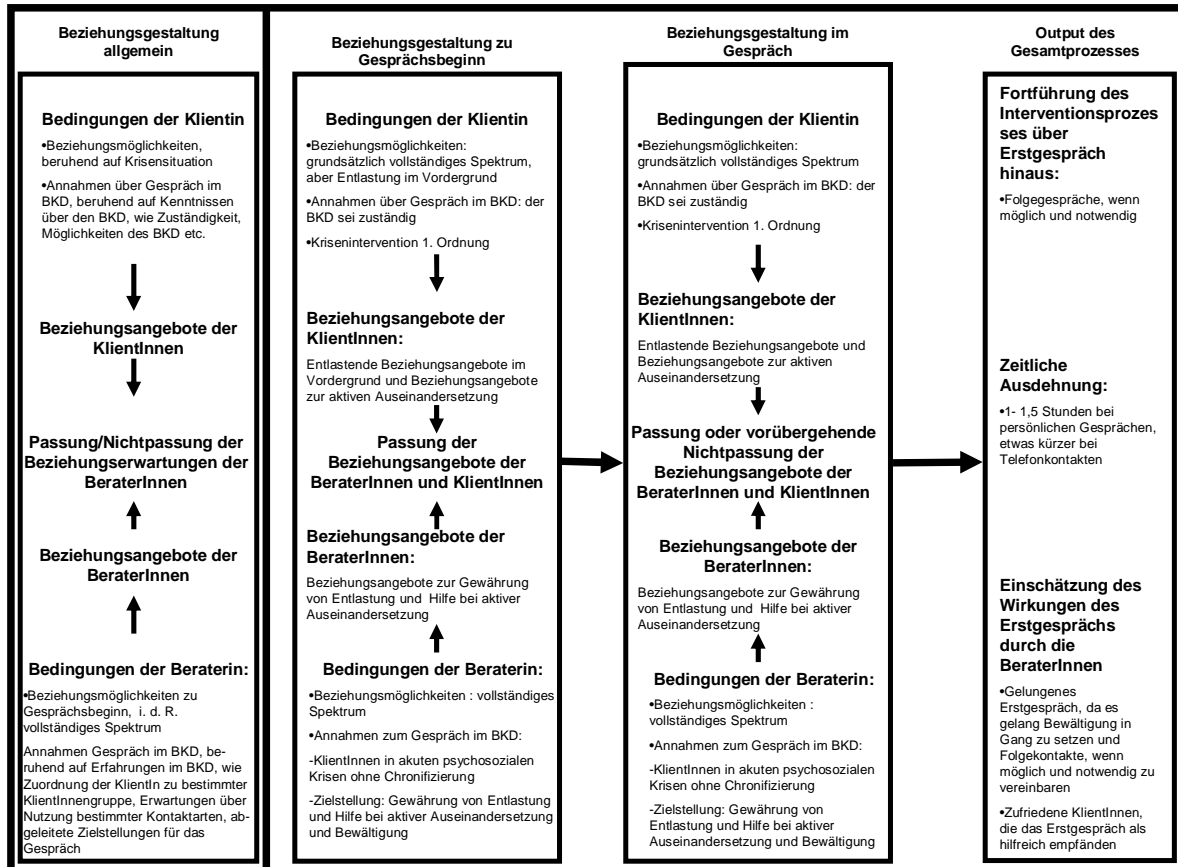 Beziehungsgestaltung
allgemein
Bedingungen der Klientin
•Beziehungsmöglichkeiten,
beruhend auf Krisensituation
•Annahmen über Gespräch im
BKD, beruhend auf Kenntnissen
über den BKD, wie Zuständigkeit,
Möglichkeiten des BKD etc.
Beziehungsangebote der
KlientInnen
Passung/Nichtpassung der
Beziehungserwartungen der
BeraterInnen
Beziehungsangebote der
BeraterInnen
Bedingungen der Beraterin:
•Beziehungsmöglichkeiten zu
Gesprächsbeginn, i. d. R.
vollständiges Spektrum
Annahmen Gespräch im BKD, be-
ruhend auf Erfahrungen im BKD, wie
Zuordnung der KlientIn zu bestimmter
KlientInnengruppe, Erwartungen über
Nutzung bestimmter Kontaktarten, ab-
geleitete Zielstellungen für das
Gespräch
Beziehungsgestaltung zu
Gesprächsbeginn
Bedingungen der Klientin
•Beziehungsmöglichkeiten:
grundsätzlich vollständiges Spektrum,
aber Entlastung im Vordergrund
•Annahmen über Gespräch im BKD: der
BKD sei zuständig
•Krisenintervention 1. Ordnung
Beziehungsangebote der
KlientInnen:
Entlastende Beziehungsangebote im
Vordergrund und Beziehungsangebote
zur aktiven Auseinandersetzung
Passung der
Beziehungsangebote der
BeraterInnen und KlientInnen
Beziehungsangebote der
BeraterInnen:
Beziehungsangebote zur Gewährung
von Entlastung und Hilfe bei aktiver
Auseinandersetzung
Bedingungen der Beraterin:
•Beziehungsmöglichkeiten : vollständiges
Spektrum
•Annahmen zum Gespräch im BKD:
-KlientInnen in akuten psychosozialen
Krisen ohne Chronifizierung
-Zielstellung: Gewährung von Entlastung
und Hilfe bei aktiver Auseinandersetzung
und Bewältigung
Beziehungsgestaltung im
Gespräch
Bedingungen der Klientin
•Beziehungsmöglichkeiten:
grundsätzlich vollständiges Spektrum
•Annahmen über Gespräch im BKD: der
BKD sei zuständig
•Krisenintervention 1. Ordnung
Beziehungsangebote der
KlientInnen:
Entlastende Beziehungsangebote und
Beziehungsangebote zur aktiven
Auseinandersetzung
Passung oder vorübergehende
Nichtpassung der
Beziehungsangebote der
BeraterInnen und KlientInnen
Beziehungsangebote der
BeraterInnen:
Beziehungsangebote zur Gewährung
von Entlastung und Hilfe bei aktiver
Auseinandersetzung
Bedingungen der Beraterin:
•Beziehungsmöglichkeiten :
vollständiges Spektrum
•Annahmen zum Gespräch im BKD:
-KlientInnen in akuten psychosozialen
Krisen ohne Chronifizierung
-Zielstellung: Gewährung von
Entlastung und Hilfe bei aktiver
Auseinandersetzung und Bewältigung
Output des
Gesamtprozesses
Fortführung des
Interventionsprozes
ses über
Erstgespräch
hinaus:
•Folgegespräche, wenn
möglich und notwendig
Zeitliche
Ausdehnung:
•1- 1,5 Stunden bei
persönlichen Gesprächen,
etwas kürzer bei
Telefonkontakten
Einschätzung des
Wirkungen des
Erstgesprächs
durch die
BeraterInnen
•Gelungenes
Erstgespräch, da es
gelang Bewältigung in
Gang zu setzen und
Folgekontakte, wenn
möglich und notwendig zu
vereinbaren
•Zufriedene KlientInnen,
die das Erstgespräch als
hilfreich empfänden